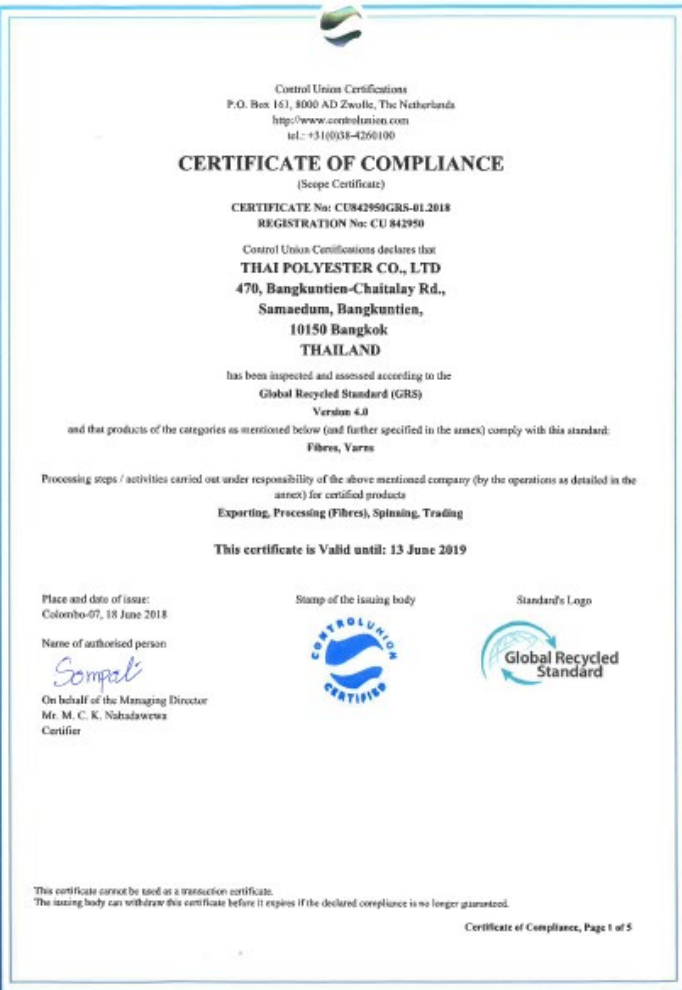 Control Union Certifications
P.O. Box 161, 8000 AD Zwolle, The Netherlands
http://www.controlunion.com
tel.: +31(0)38-4260100
CERTIFICATE OF COMPLIANCE
(Scope Certificate)
CERTIFICATE No: CU842950GRS-01.2018
REGISTRATION No: CU 842950
Control Union Certifications declares that
THAI POLYESTER CO., LTD
470, Bangkuntien-Chaitalay Rd.,
Samaedum, Bangkuntien,
10150 Bangkok
THAILAND
has been inspected and assessed according to the
Global Recycled Standard (GRS)
Version 4.0
and that products of the categories as mentioned below (and further specified in the annex) comply with this standard:
Fibres, Yarns
Processing steps / activities carried out under responsibility of the above mentioned company (by the operations as detailed in the
annex) for certified products
Exporting, Processing (Fibres), Spinning, Trading
This certificate is Valid until: 13 June 2019
Place and date of issue:
Colombo-07, 18 June 2018
Stamp of the issuing body
Standard's Logo
Name of authorised person
CONTROLUNION
CERTIFIED
Global Recycled
Standard
On behalf of the Managing Director
Mr. M. C. K.
Certifier
This certificate cannot be used as a transaction certificate.
The issuing body can withdraw this certificate before it expires if the declared compliance is no longer guaranteed.
Certificate of Compliance, Page 1 of 5